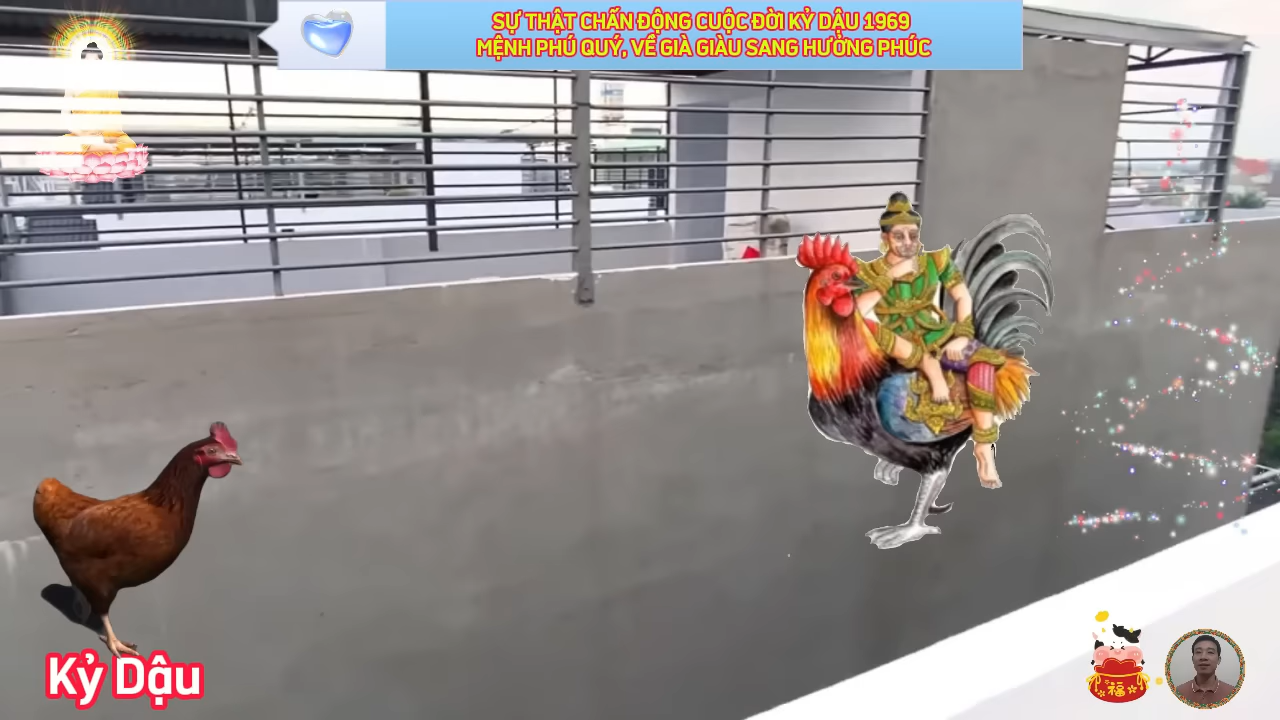 SỰ THẬT CHẤN ĐỘNG CUỘC ĐỜI KỶ DẬU 1969
MỆNH PHÚ QUÝ, VỀ GIÀ GIÀU SANG HƯỞNG PHÚC
Kỷ Dậu
福